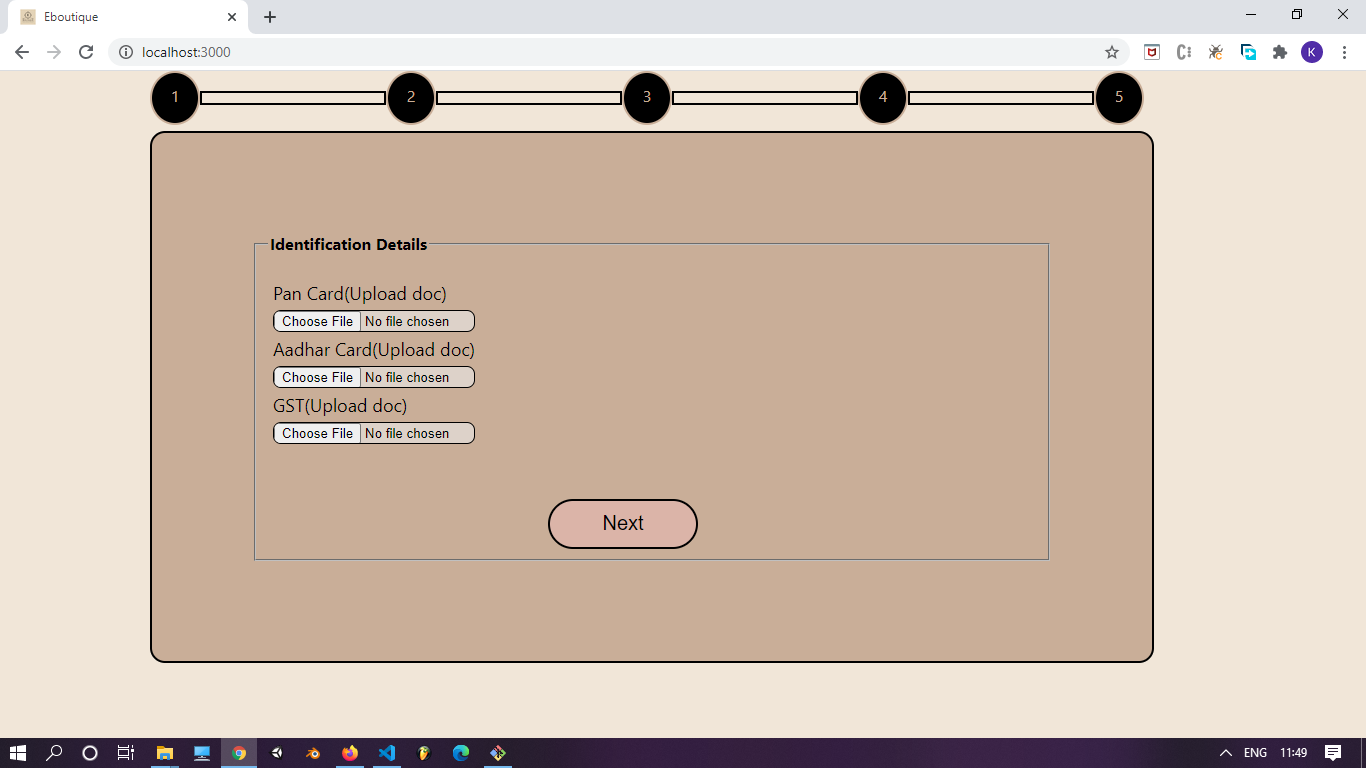 Eboutique
localhost:3000
K
1 2 3 4 5
Identification Details
Pan Card(Upload doc)
Choose File No file chosen
Aadhar Card(Upload doc)
Choose File No file chosen
GST(Upload doc)
Choose File No file chosen
Next
ENG 11:49